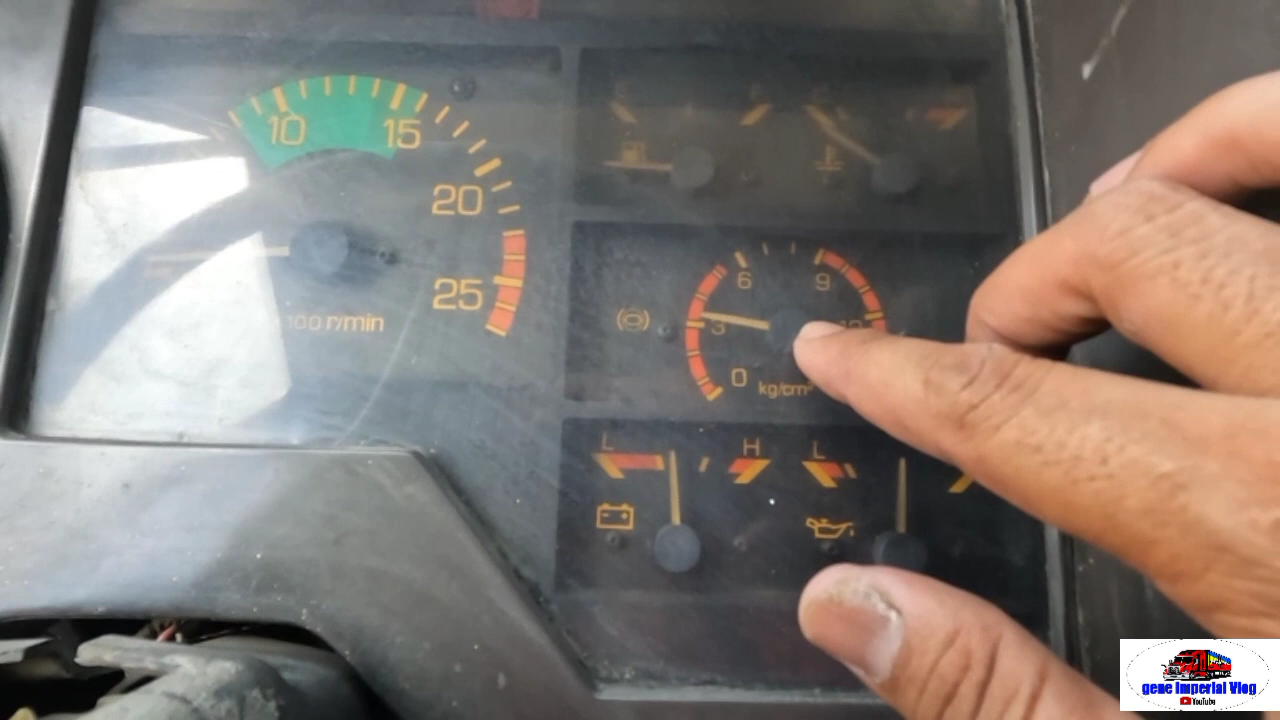 10
15
20
25
100 r/min
E
F
C
6
9
3
0
kg/cm²
L
H
L
gene Imperial Vlog
YouTube